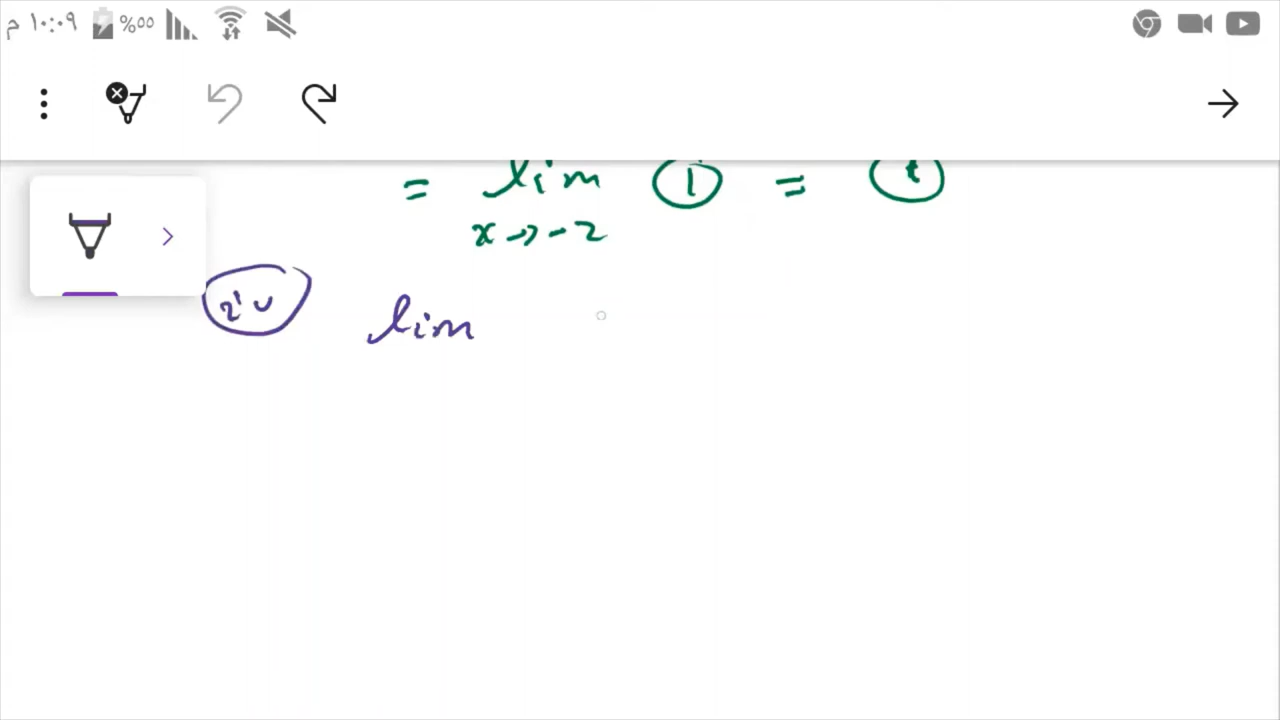 م ١٠:٠٩ %٥٥
= lim ① = ①
x → -2
lim